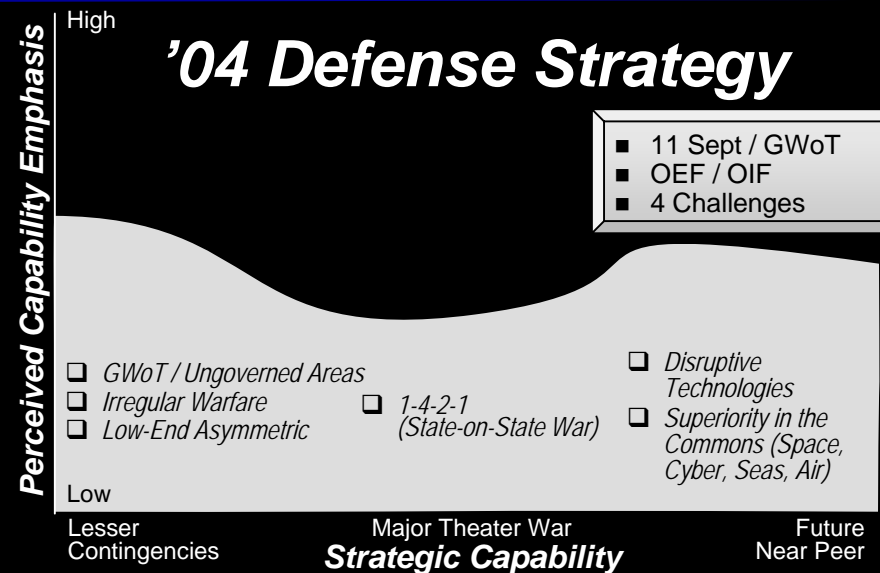 Perceived Capability Emphasis
High
’04 Defense Strategy
■ 11 Sept / GWoT
■ OEF / OIF
■ 4 Challenges
❑ GWoT / Ungoverned Areas
❑ Irregular Warfare
❑ Low-End Asymmetric
❑ 1-4-2-1
(State-on-State War)
❑ Disruptive
Technologies
❑ Superiority in the
Commons (Space,
Cyber, Seas, Air)
Low
Lesser
Contingencies
Major Theater War
Future
Near Peer
Strategic Capability